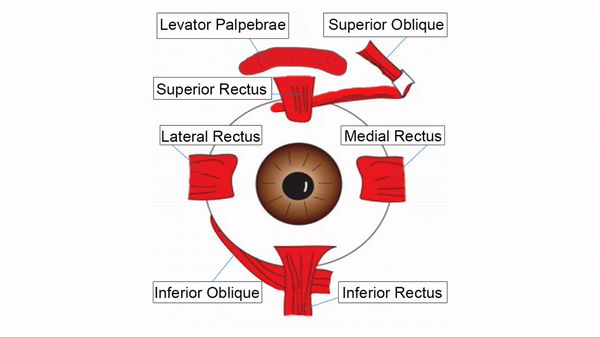 Levator Palpebrae
Superior Oblique
Superior Rectus
Lateral Rectus
Medial Rectus
Inferior Oblique
Inferior Rectus